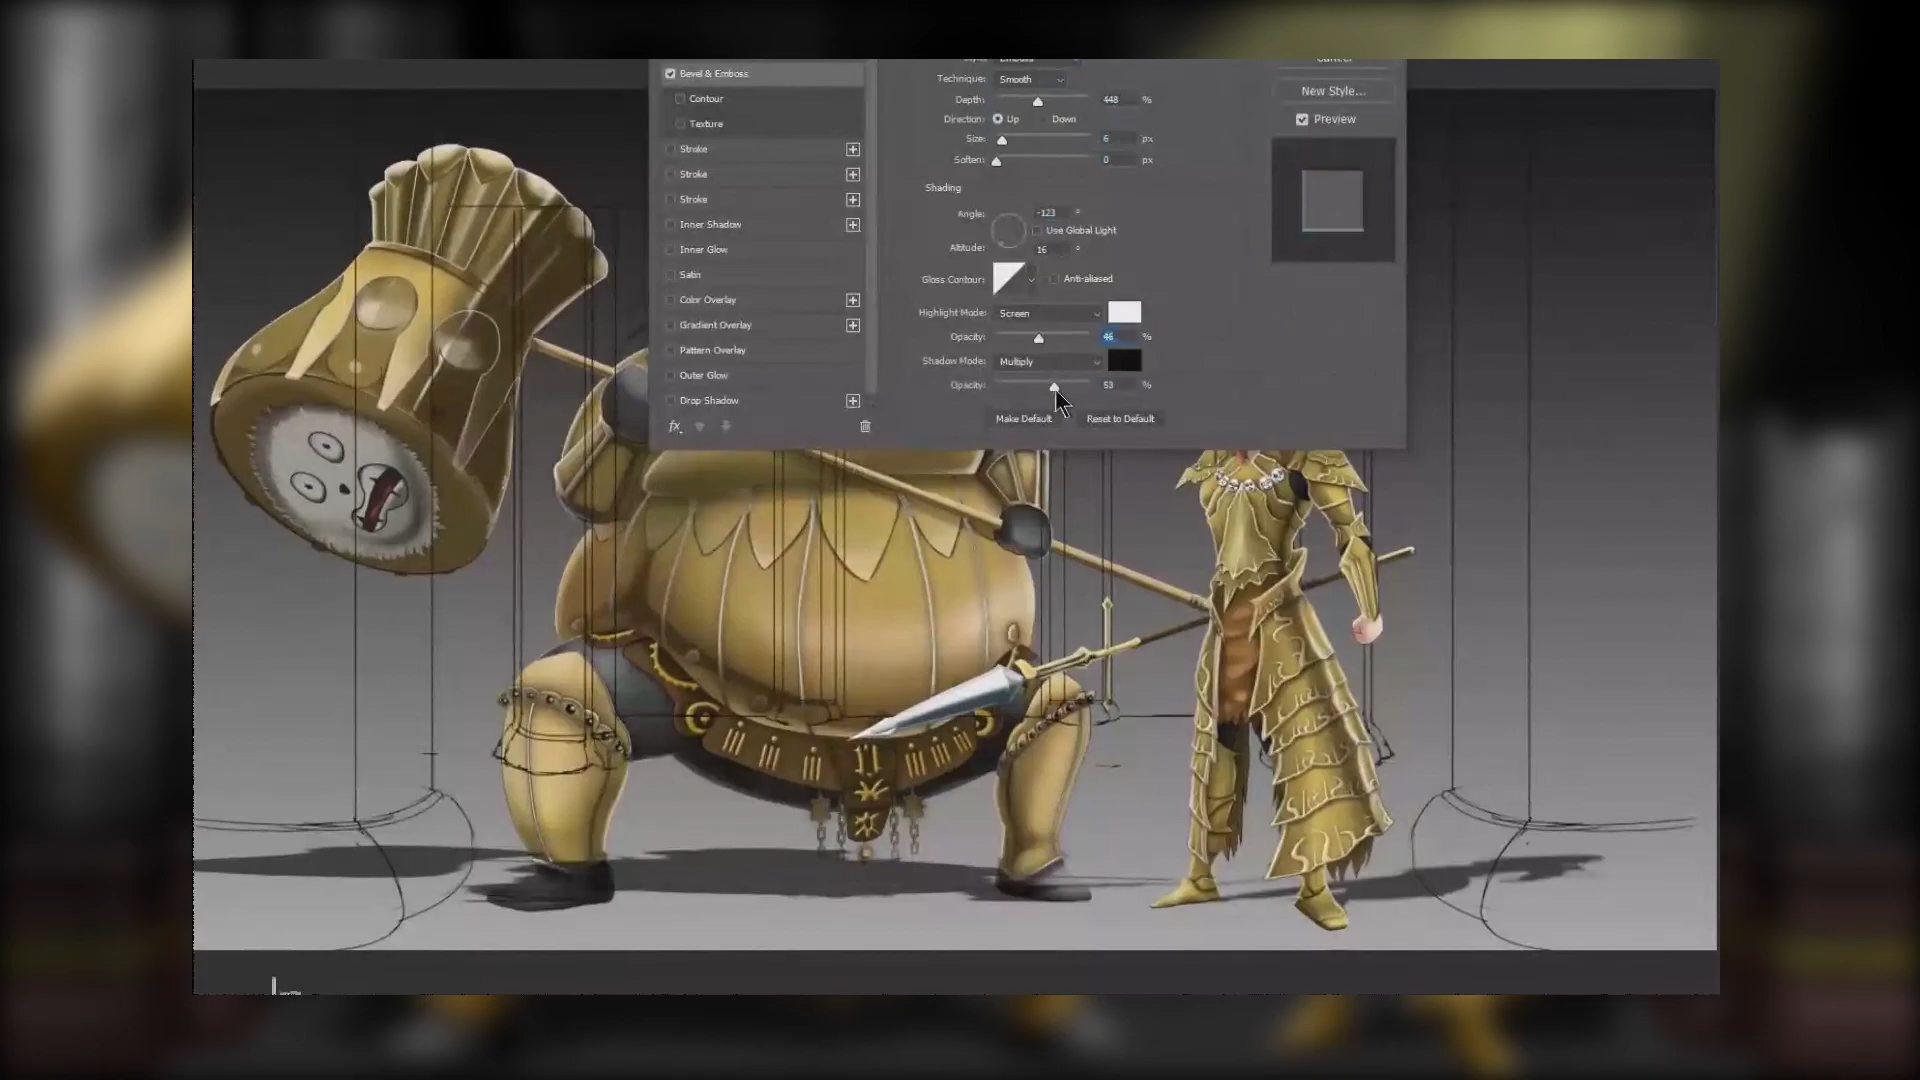 Bevel & Emboss
Contour
Texture
Stroke
Stroke
Stroke
Inner Shadow
Inner Glow
Satin
Color Overlay
Gradient Overlay
Pattern Overlay
Outer Glow
Drop Shadow
fx
Technique: Smooth
Depth: 448 %
Direction: Up Down
Size: 6 px
Soften: 0 px
Shading
Angle: -123 °
Use Global Light
Altitude: 16 °
Gloss Contour: Anti-aliased
Highlight Mode: Screen
Opacity: 46 %
Shadow Mode: Multiply
Opacity: 53 %
Make Default Reset to Default
New Style...
Preview